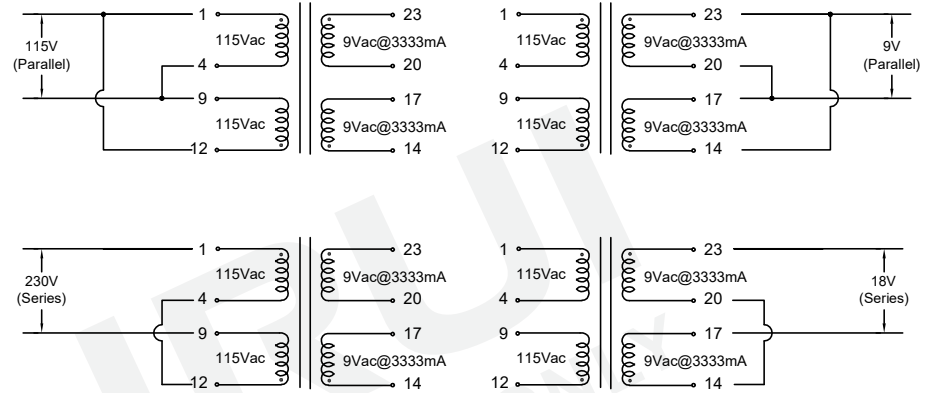 1 23 1 23
115V 115Vac 9Vac@3333mA 115Vac 9Vac@3333mA 9V
(Parallel) (Parallel)
4 20 4 20
9 17 9 17
115Vac 9Vac@3333mA 115Vac 9Vac@3333mA
12 14 12 14
1 23 1 23
230V 115Vac 9Vac@3333mA 115Vac 9Vac@3333mA 18V
(Series) (Series)
4 20 4 20
9 17 9 17
115Vac 9Vac@3333mA 115Vac 9Vac@3333mA
12 14 12 14